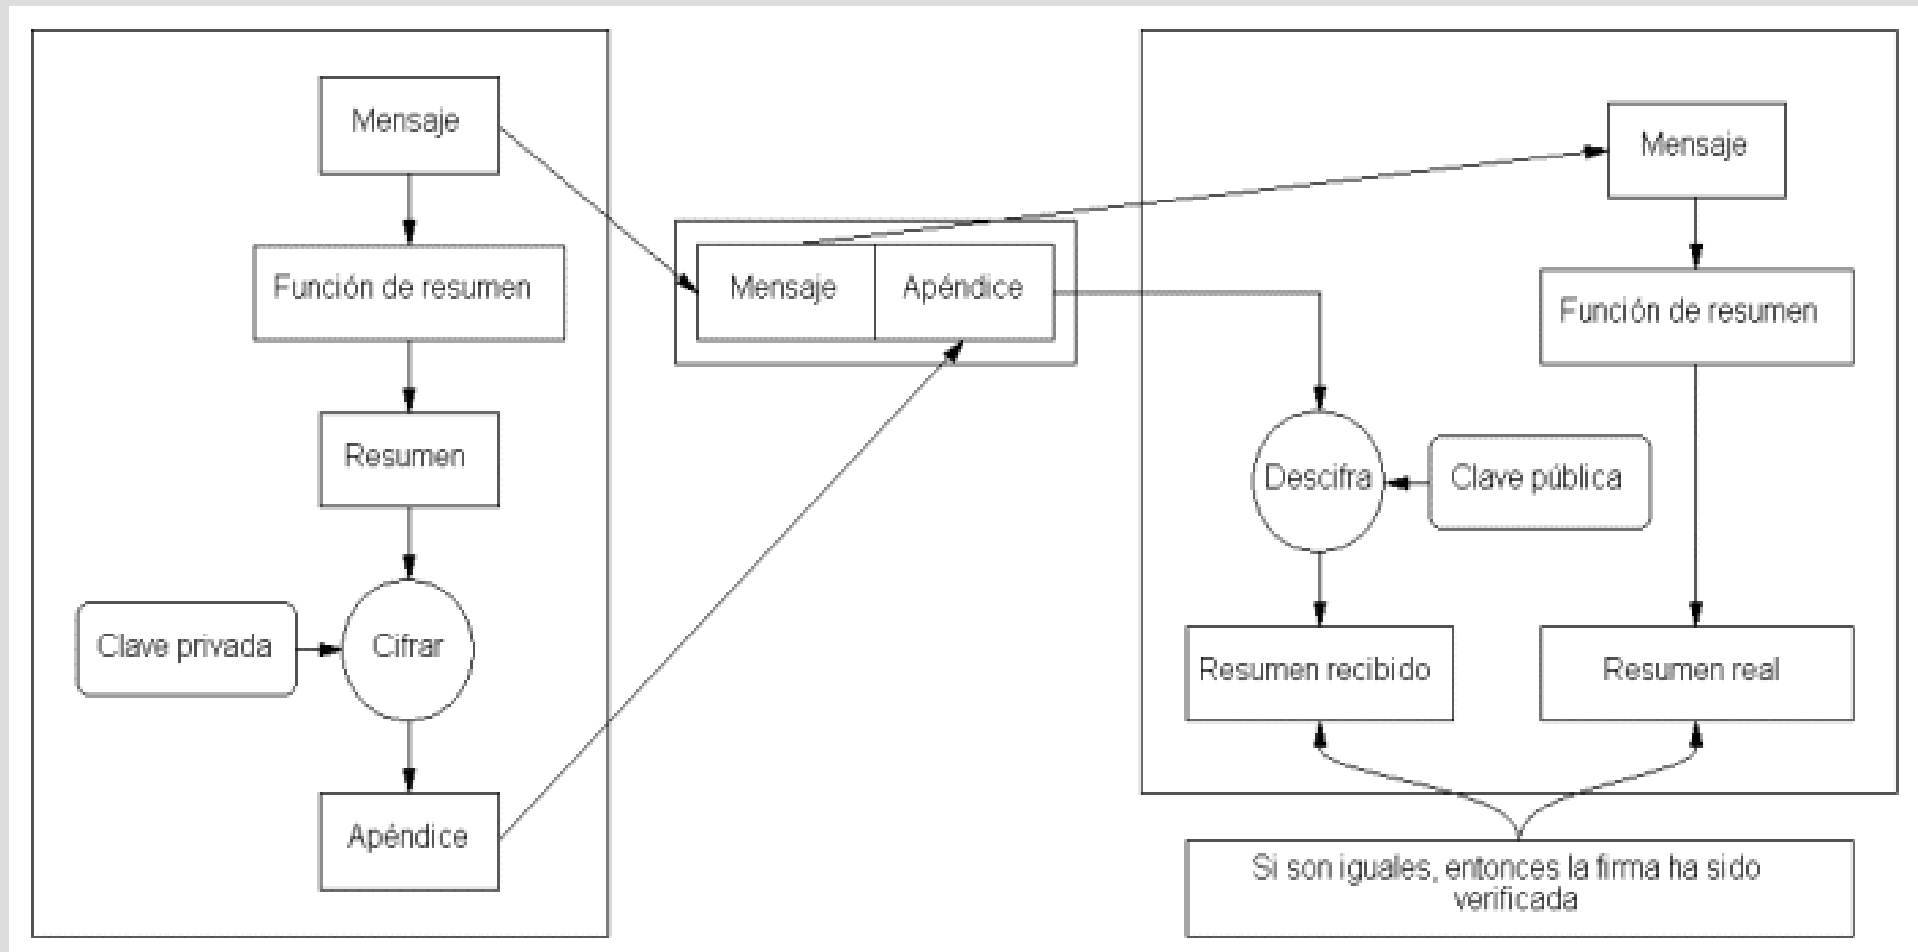 Mensaje
Función de resumen
Resumen
Clave privada
Cifrar
Apéndice
Mensaje
Apéndice
Mensaje
Función de resumen
Descifra
Clave pública
Resumen recibido
Resumen real
Si son iguales, entonces la firma ha sido
verificada